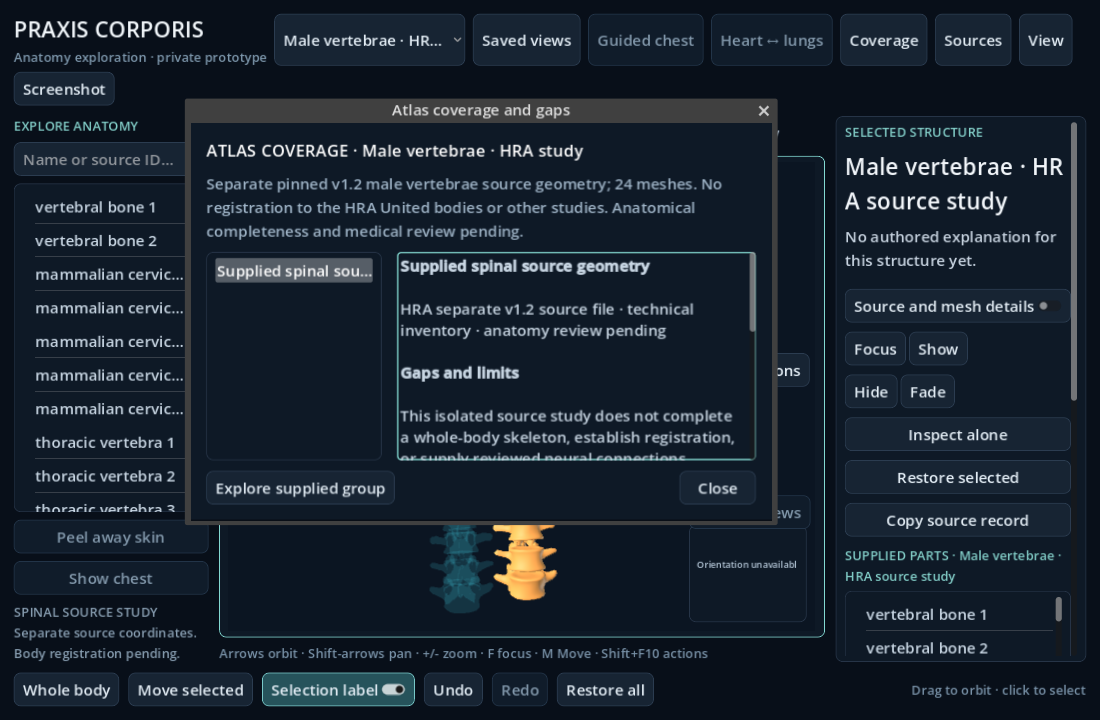 PRAXIS CORPORIS
Anatomy exploration · private prototype
Male vertebrae · HR...
Saved views
Guided chest
Heart ↔ lungs
Coverage
Sources
View
Screenshot
EXPLORE ANATOMY
Name or source ID...
vertebral bone 1
vertebral bone 2
mammalian cervic...
mammalian cervic...
mammalian cervic...
mammalian cervic...
mammalian cervic...
thoracic vertebra 1
thoracic vertebra 2
thoracic vertebra 3
Peel away skin
Show chest
SPINAL SOURCE STUDY
Separate source coordinates.
Body registration pending.
Atlas coverage and gaps
ATLAS COVERAGE · Male vertebrae · HRA study
Separate pinned v1.2 male vertebrae source geometry; 24 meshes. No
registration to the HRA United bodies or other studies. Anatomical
completeness and medical review pending.
Supplied spinal sou...
Supplied spinal source geometry
HRA separate v1.2 source file · technical
inventory · anatomy review pending
Gaps and limits
This isolated source study does not complete
a whole-body skeleton, establish registration,
or supply reviewed neural connections
Explore supplied group
Close
ons
ews
Orientation unavailabl
Arrows orbit · Shift-arrows pan · +/- zoom · F focus · M Move · Shift+F10 actions
SELECTED STRUCTURE
Male vertebrae · HR
A source study
No authored explanation for
this structure yet.
Source and mesh details
Focus
Show
Hide
Fade
Inspect alone
Restore selected
Copy source record
SUPPLIED PARTS · Male vertebrae ·
HRA source study
vertebral bone 1
vertebral bone 2
Whole body
Move selected
Selection label
Undo
Redo
Restore all
Drag to orbit · click to select